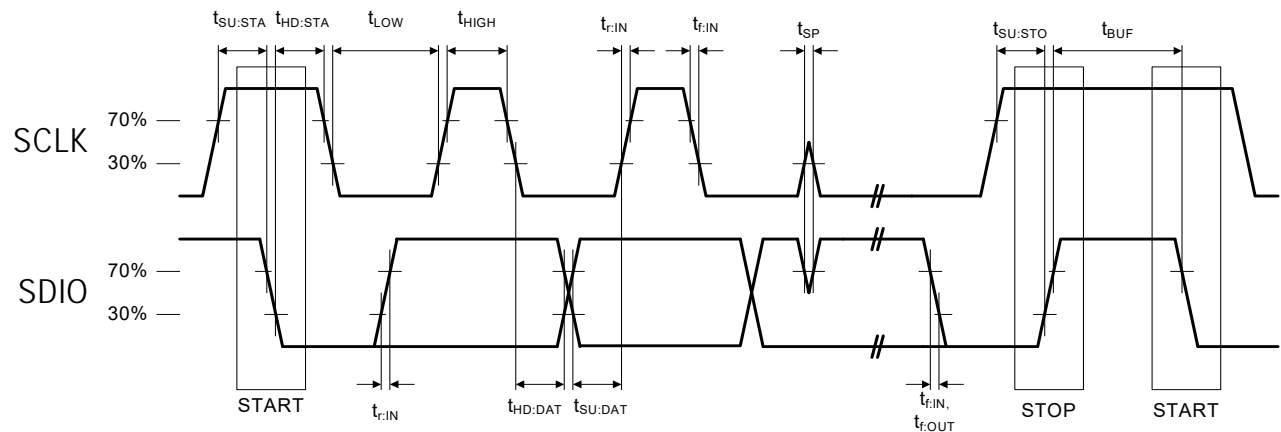 tSU:STA tHD:STA tLOW tHIGH tr:IN tf:IN tSP tSU:STO tBUF
SCLK
70%
30%
SDIO
70%
30%
START
tr:IN
tHD:DAT
tSU:DAT
tf:IN,
tf:OUT
STOP
START